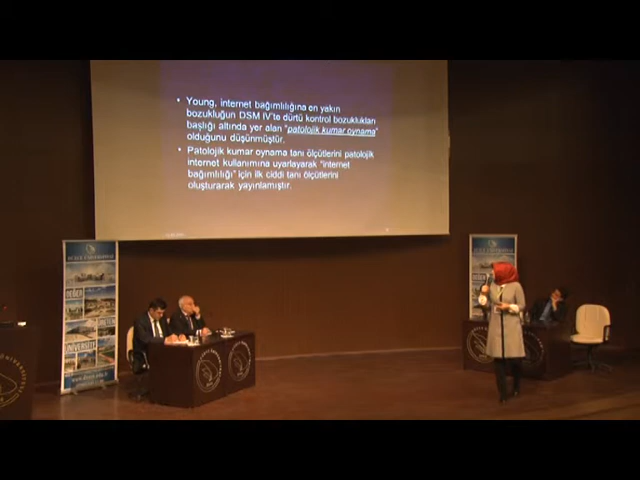 • Young, internet bağımlılığına en yakın
bozukluğun DSM IV'te dürtü kontrol bozuklukları
başlığı altında yer alan "patolojik kumar oynama"
olduğunu düşünmüştür.
• Patolojik kumar oynama tanı ölçütlerini patolojik
internet kullanımına uyarlayarak "internet
bağımlılığı" için ilk ciddi tanı ölçütlerini
oluşturarak yayınlamıştır.